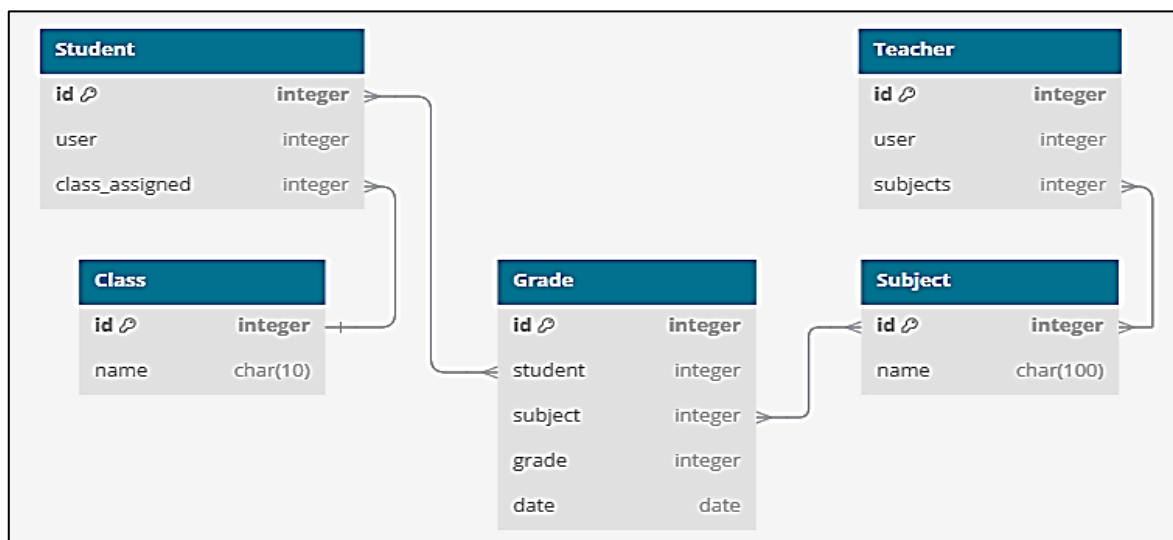 Student
id integer
user integer
class_assigned integer
Teacher
id integer
user integer
subjects integer
Class
id integer
name char(10)
Grade
id integer
student integer
subject integer
grade integer
date date
Subject
id integer
name char(100)